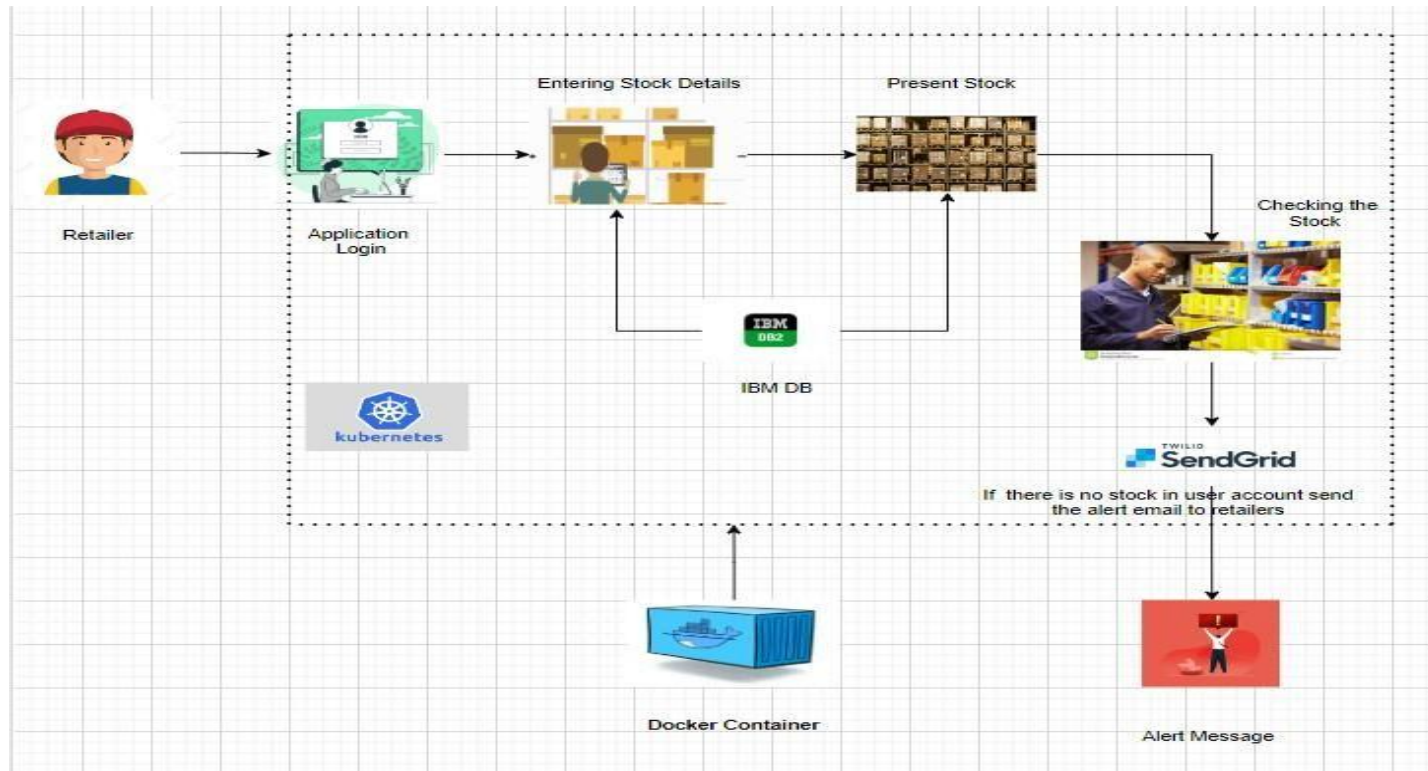 Entering Stock Details
Present Stock
Retailer
Application
Login
Checking the
Stock
IBM
DB2
IBM DB
kubernetes
TWILIO
SendGrid
If there is no stock in user account send
the alert email to retailers
!
Docker Container
Alert Message